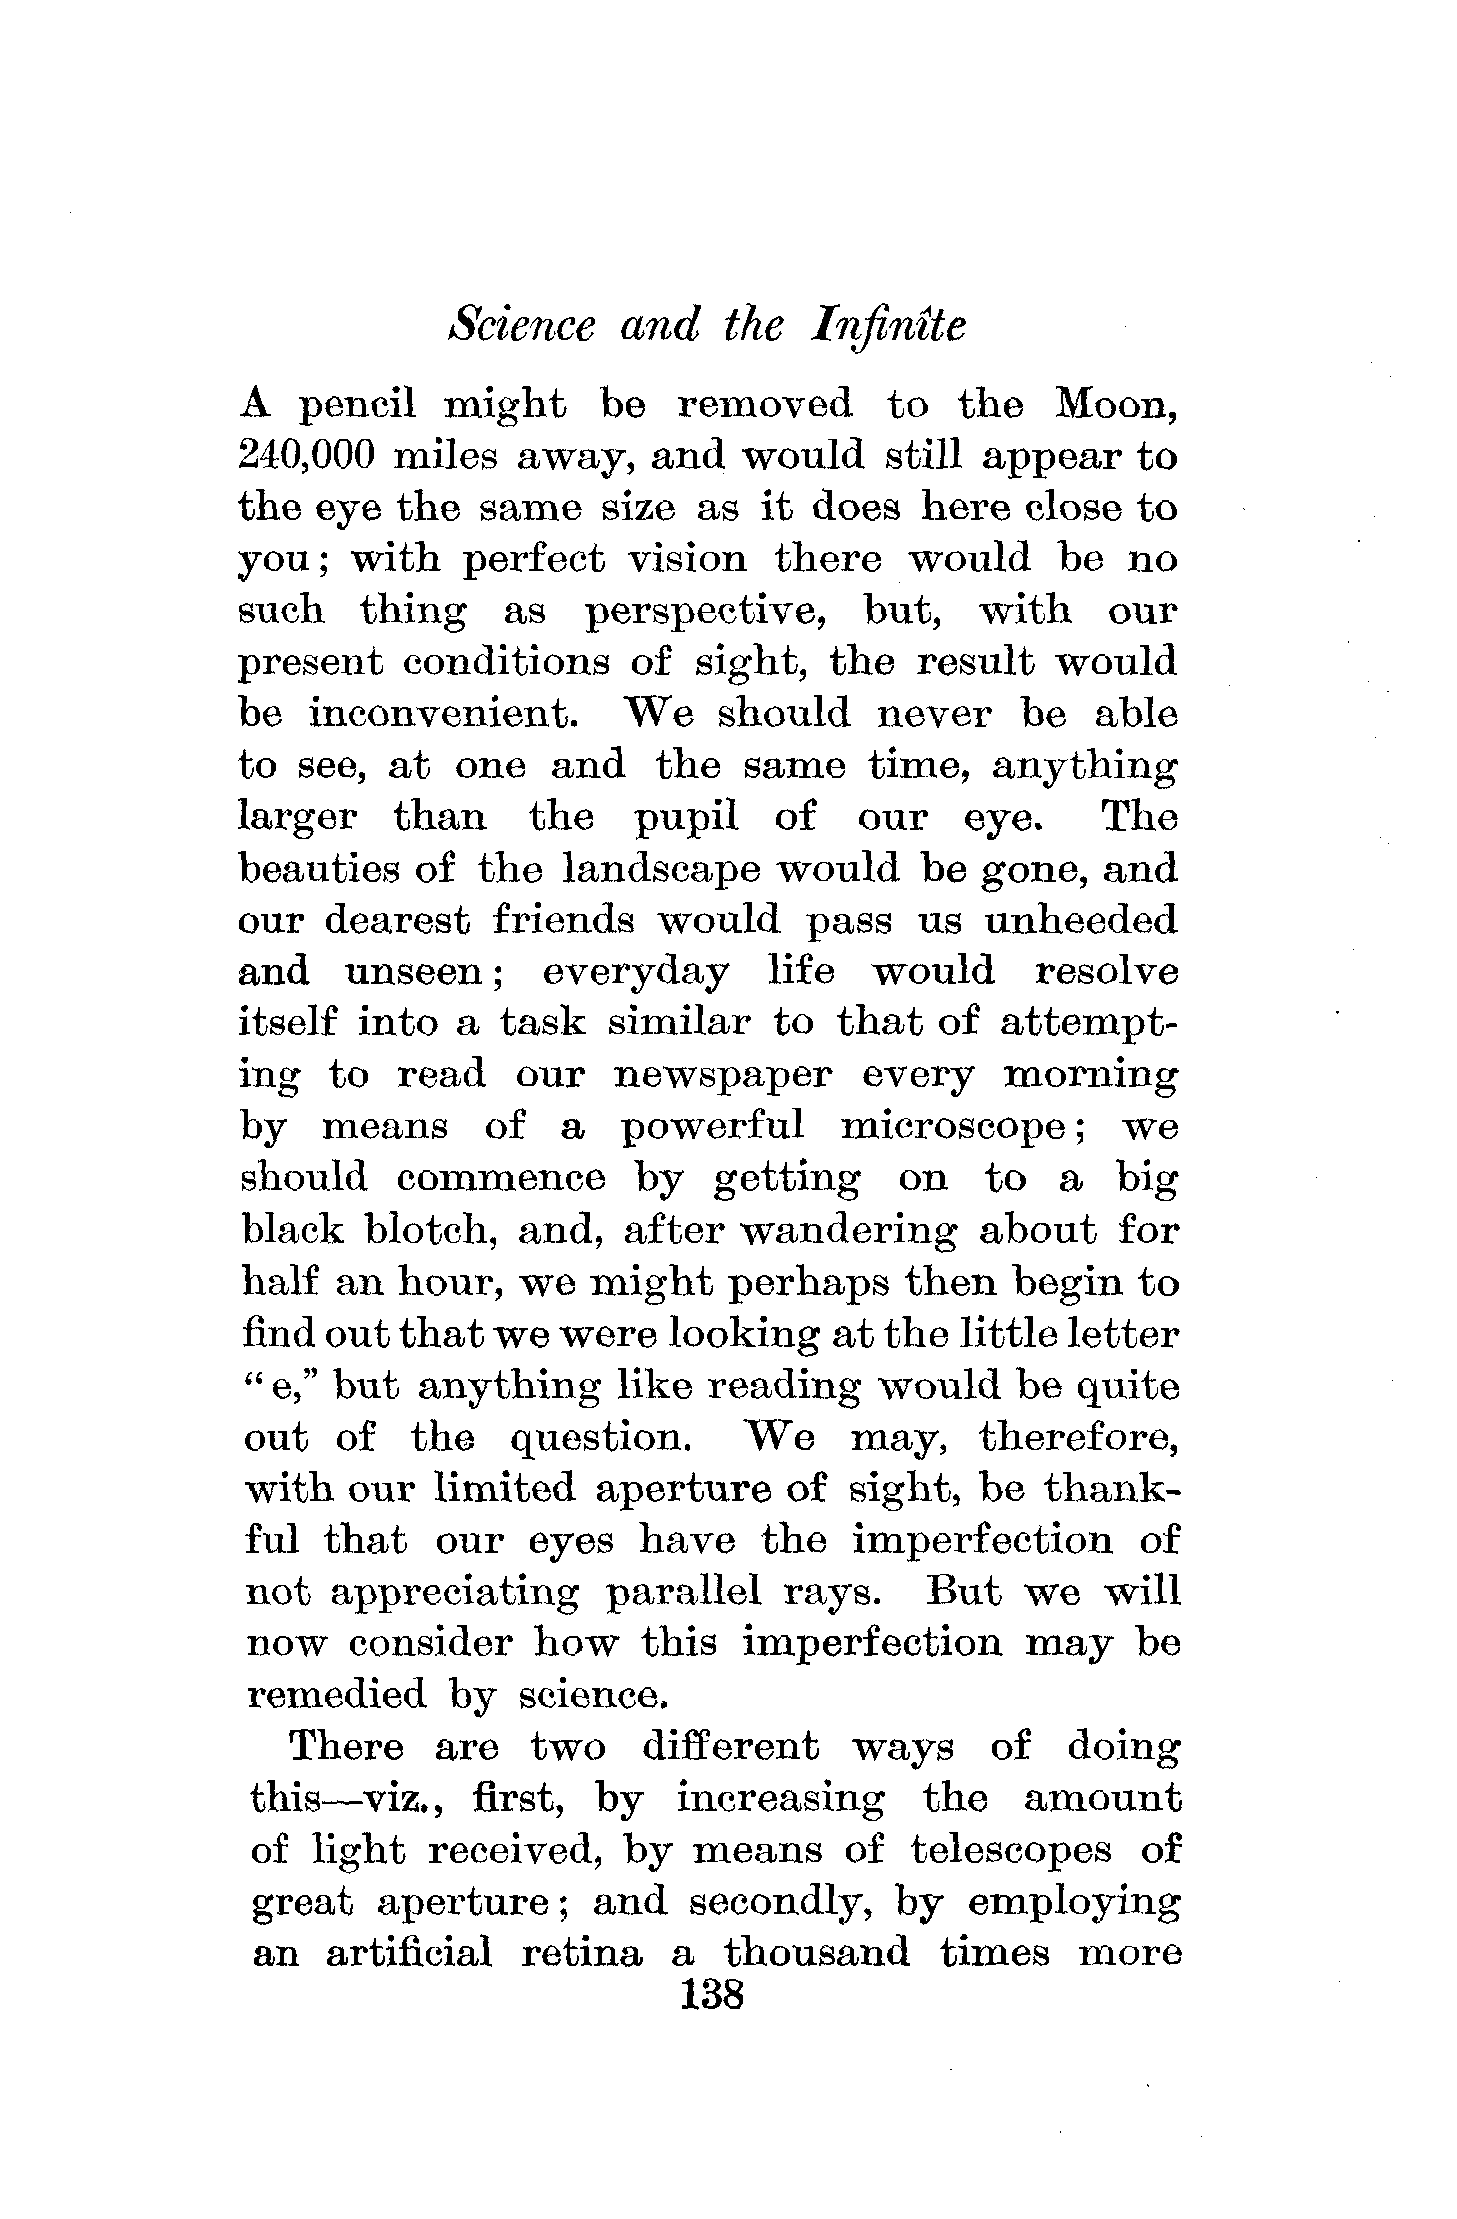 Science and the Infinite
A pencil might be removed to the Moon,
240,000 miles away, and would still appear to
the eye the same size as it does here close to
you; with perfect vision there would be no
such thing as perspective, but, with our
present conditions of sight, the result would
be inconvenient. We should never be able
to see, at one and the same time, anything
larger than the pupil of our eye. The
beauties of the landscape would be gone, and
our dearest friends would pass us unheeded
and unseen; everyday life would resolve
itself into a task similar to that of attempt-
ing to read our newspaper every morning
by means of a powerful microscope; we
should commence by getting on to a big
black blotch, and, after wandering about for
half an hour, we might perhaps then begin to
find out that we were looking at the little letter
“e,” but anything like reading would be quite
out of the question. We may, therefore,
with our limited aperture of sight, be thank-
ful that our eyes have the imperfection of
not appreciating parallel rays. But we will
now consider how this imperfection may be
remedied by science.
There are two different ways of doing
this—viz., first, by increasing the amount
of light received, by means of telescopes of
great aperture; and secondly, by employing
an artificial retina a thousand times more
138